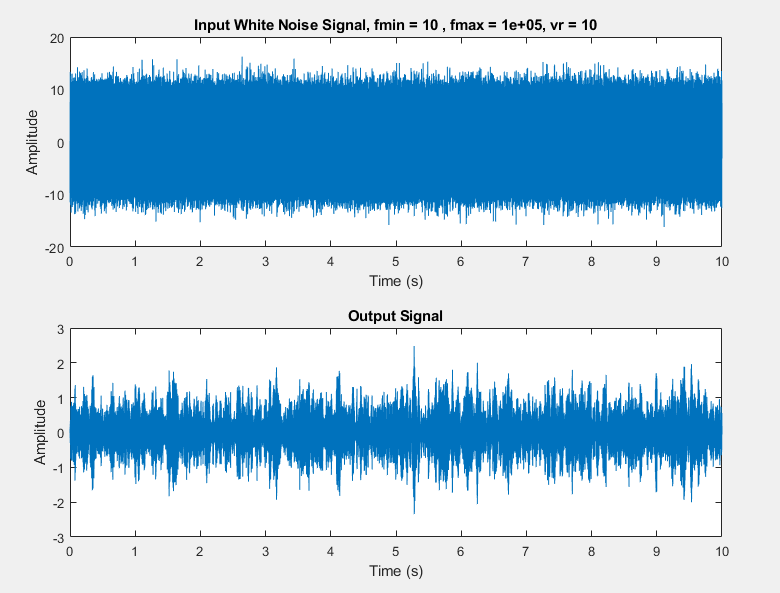 Input White Noise Signal, fmin = 10 , fmax = 1e+05, vr = 10
20
10
0
-10
-20
Amplitude
0 1 2 3 4 5 6 7 8 9 10
Time (s)
Output Signal
3
2
1
0
-1
-2
-3
Amplitude
0 1 2 3 4 5 6 7 8 9 10
Time (s)